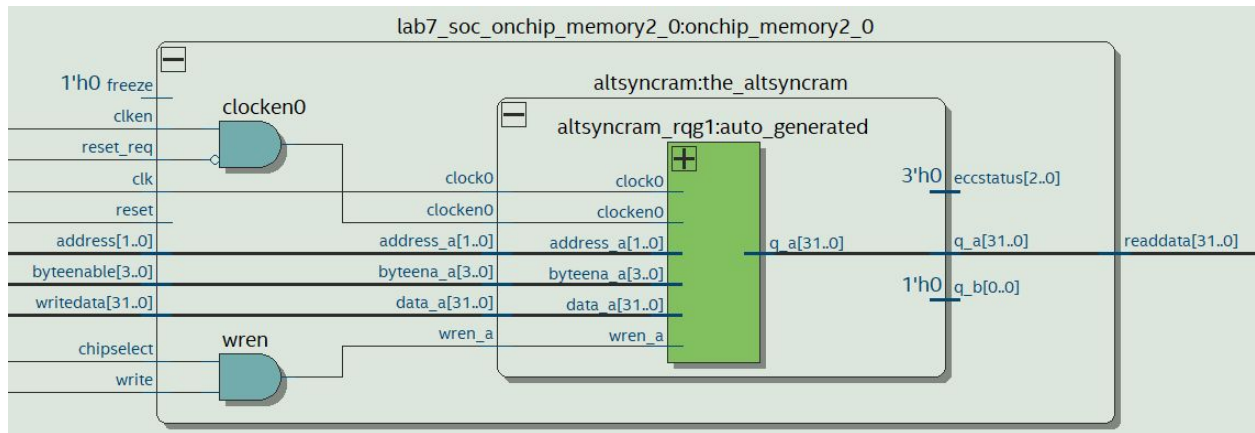 lab7_soc_onchip_memory2_0:onchip_memory2_0
1'h0 freeze
clken
reset_req
clk
reset
address[1..0]
byteenable[3..0]
writedata[31..0]
chipselect
write
clocken0
wren
altsyncram:the_altsyncram
clock0
clocken0
address_a[1..0]
byteena_a[3..0]
data_a[31..0]
wren_a
altsyncram_rqg1:auto_generated
clock0
clocken0
address_a[1..0]
byteena_a[3..0]
data_a[31..0]
wren_a
q_a[31..0]
3'h0 eccstatus[2..0]
q_a[31..0]
1'h0 q_b[0..0]
readdata[31..0]